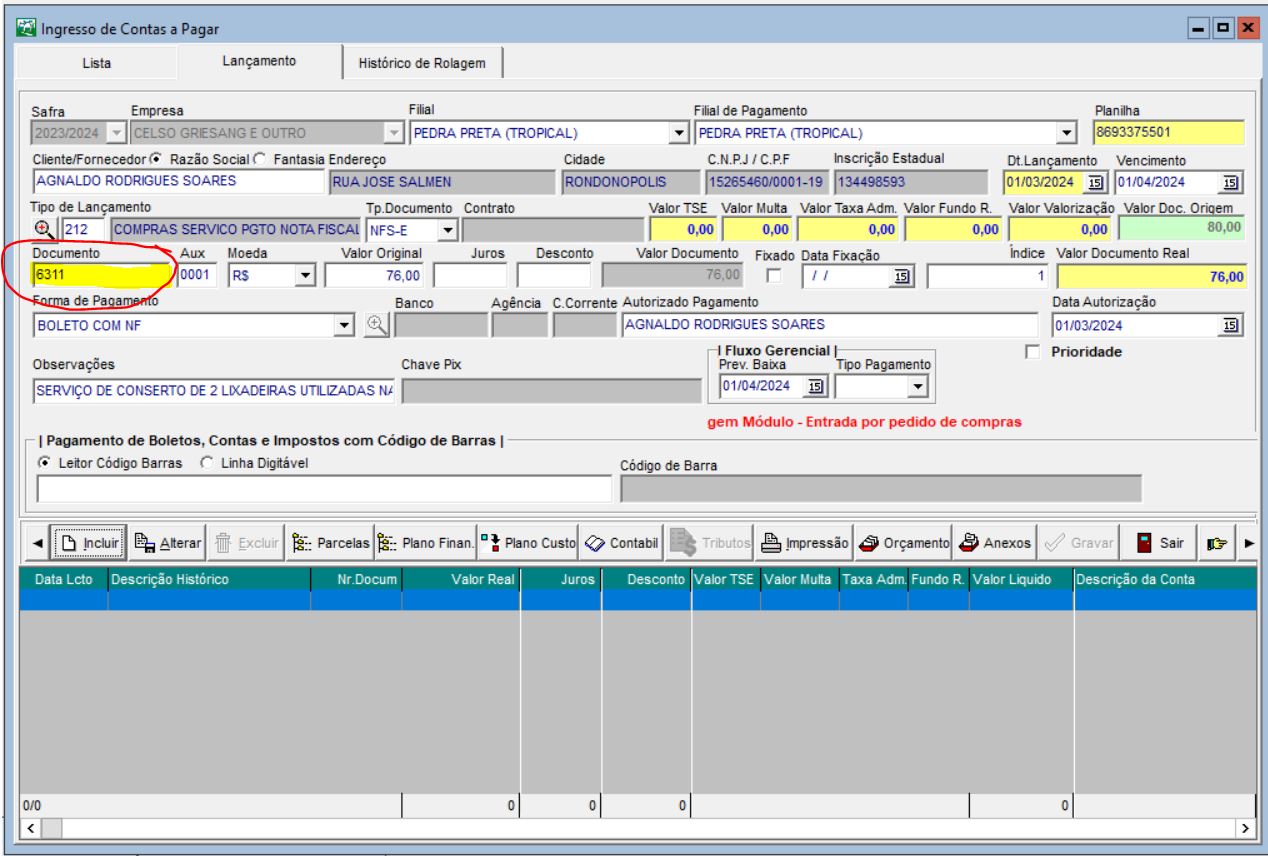 Ingresso de Contas a Pagar
Lista Lançamento Histórico de Rolagem
Safra Empresa Filial Filial de Pagamento Planilha
2023/2024 CELSO GRIESANG E OUTRO PEDRA PRETA (TROPICAL) PEDRA PRETA (TROPICAL) 8693375501
Cliente/Fornecedor Razão Social Fantasia Endereço Cidade C.N.P.J / C.P.F Inscrição Estadual Dt.Lançamento Vencimento
AGNALDO RODRIGUES SOARES RUA JOSE SALMEN RONDONOPOLIS 15265460/0001-19 134498593 01/03/2024 15 01/04/2024 15
Tipo de Lançamento Tp.Documento Contrato Valor TSE Valor Multa Valor Taxa Adm. Valor Fundo R. Valor Valorização Valor Doc. Origem
212 COMPRAS SERVICO PGTO NOTA FISCAL NFS-E 0,00 0,00 0,00 0,00 0,00 80,00
Documento Aux Moeda Valor Original Juros Desconto Valor Documento Fixado Data Fixação Índice Valor Documento Real
6311 0001 R$ 76,00 76,00 / / 15 1 76,00
Forma de Pagamento Banco Agência C.Corrente Autorizado Pagamento Data Autorização
BOLETO COM NF AGNALDO RODRIGUES SOARES 01/03/2024 15
| Fluxo Gerencial | Prioridade
Observações Chave Pix Prev. Baixa Tipo Pagamento
SERVIÇO DE CONSERTO DE 2 LIXADEIRAS UTILIZADAS NA 01/04/2024 15
gem Módulo - Entrada por pedido de compras
| Pagamento de Boletos, Contas e Impostos com Código de Barras |
Leitor Código Barras Linha Digitável Código de Barra
Incluir Alterar Excluir Parcelas Plano Finan. Plano Custo Contabil Tributos Impressão Orçamento Anexos Gravar Sair
Data Lcto Descrição Histórico Nr.Docum Valor Real Juros Desconto Valor TSE Valor Multa Taxa Adm. Fundo R. Valor Liquido Descrição da Conta
0/0 0 0 0 0